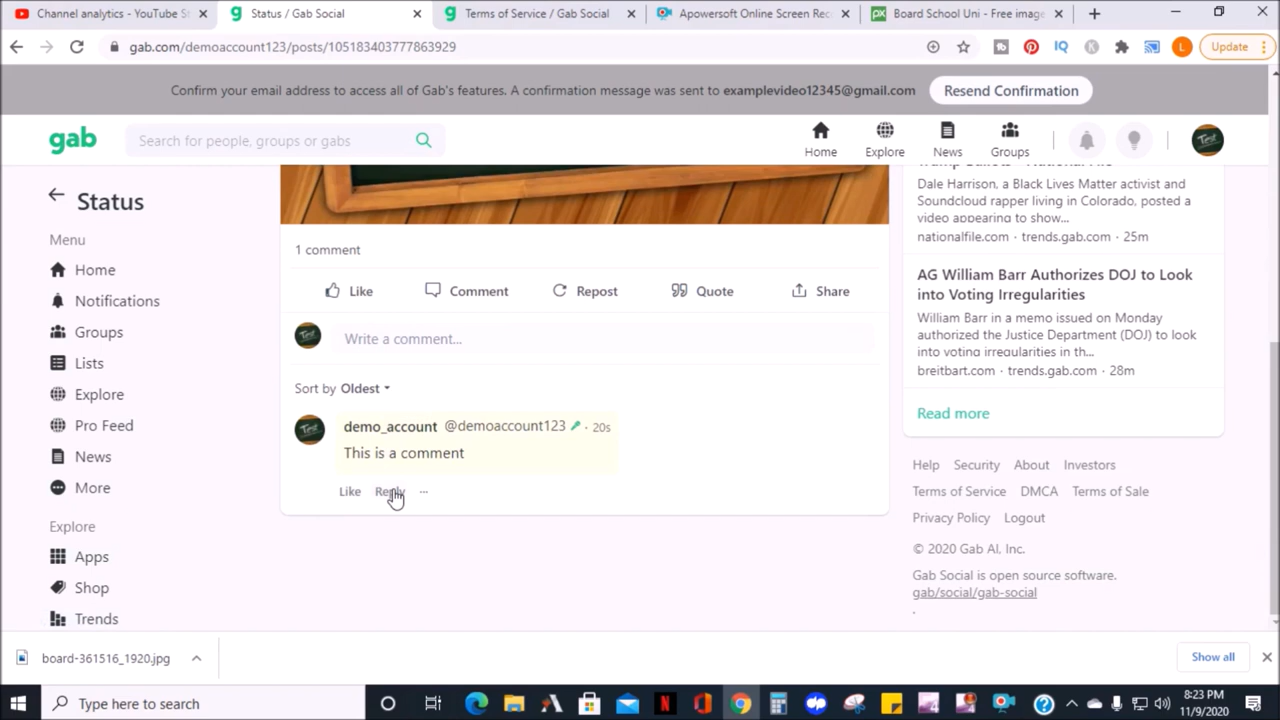 Channel analytics - YouTube St
Status / Gab Social
Terms of Service / Gab Social
Apowersoft Online Screen Rec
Board School Uni - Free image
gab.com/demoaccount123/posts/105183403777863929
IQ
K
L
Update
Confirm your email address to access all of Gab's features. A confirmation message was sent to examplevideo12345@gmail.com
Resend Confirmation
gab
Search for people, groups or gabs
Home
Explore
News
Groups
Status
Menu
Home
Notifications
Groups
Lists
Explore
Pro Feed
News
More
Explore
Apps
Shop
Trends
1 comment
Like
Comment
Repost
Quote
Share
Write a comment...
Sort by Oldest
demo_account @demoaccount123 · 20s
This is a comment
Like
Reply
...
Dale Harrison, a Black Lives Matter activist and
Soundcloud rapper living in Colorado, posted a
video appearing to show...
nationalfile.com · trends.gab.com · 25m
AG William Barr Authorizes DOJ to Look
into Voting Irregularities
William Barr in a memo issued on Monday
authorized the Justice Department (DOJ) to look
into voting irregularities in th...
breitbart.com · trends.gab.com · 28m
Read more
Help Security About Investors
Terms of Service DMCA Terms of Sale
Privacy Policy Logout
© 2020 Gab AI, Inc.
Gab Social is open source software.
gab/social/gab-social
.
board-361516_1920.jpg
Show all
Type here to search
8:23 PM
11/9/2020